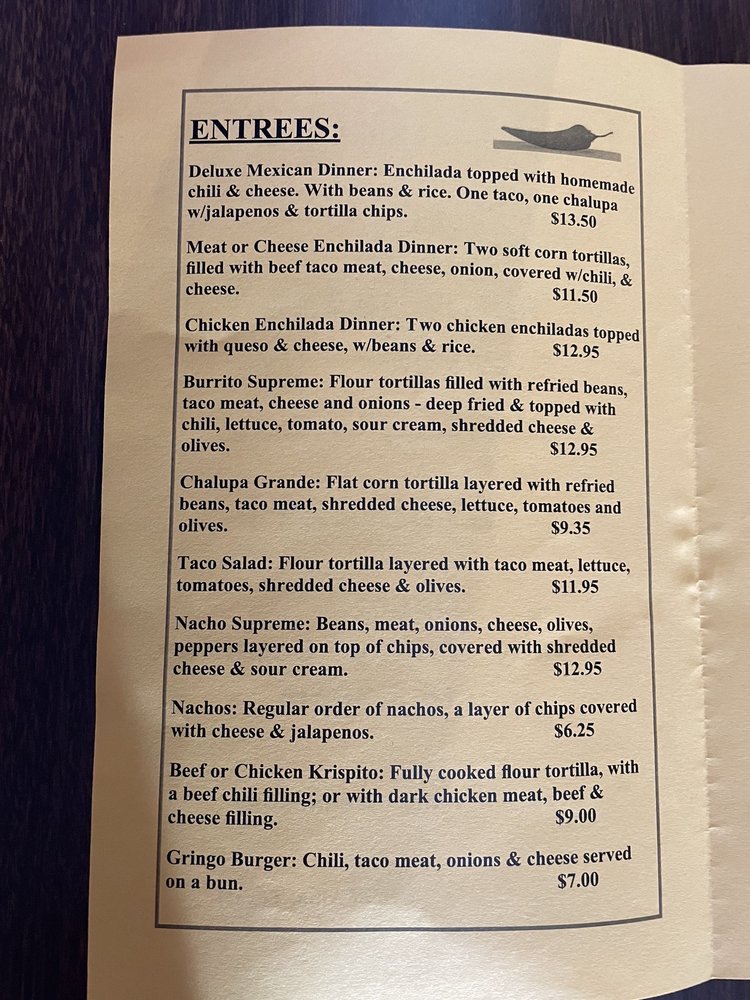 ENTREES:
Deluxe Mexican Dinner: Enchilada topped with homemade
chili & cheese. With beans & rice. One taco, one chalupa
w/jalapenos & tortilla chips. $13.50
Meat or Cheese Enchilada Dinner: Two soft corn tortillas,
filled with beef taco meat, cheese, onion, covered w/chili, &
cheese. $11.50
Chicken Enchilada Dinner: Two chicken enchiladas topped
with queso & cheese, w/beans & rice. $12.95
Burrito Supreme: Flour tortillas filled with refried beans,
taco meat, cheese and onions - deep fried & topped with
chili, lettuce, tomato, sour cream, shredded cheese &
olives. $12.95
Chalupa Grande: Flat corn tortilla layered with refried
beans, taco meat, shredded cheese, lettuce, tomatoes and
olives. $9.35
Taco Salad: Flour tortilla layered with taco meat, lettuce,
tomatoes, shredded cheese & olives. $11.95
Nacho Supreme: Beans, meat, onions, cheese, olives,
peppers layered on top of chips, covered with shredded
cheese & sour cream. $12.95
Nachos: Regular order of nachos, a layer of chips covered
with cheese & jalapenos. $6.25
Beef or Chicken Krispito: Fully cooked flour tortilla, with
a beef chili filling; or with dark chicken meat, beef &
cheese filling. $9.00
Gringo Burger: Chili, taco meat, onions & cheese served
on a bun. $7.00